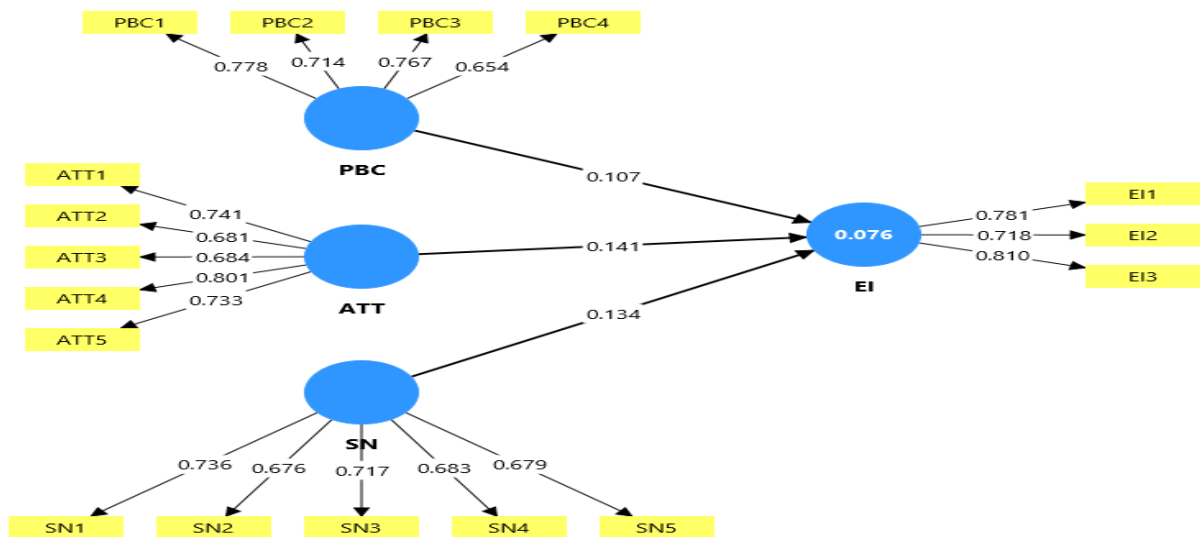 PBC1 PBC2 PBC3 PBC4
0.778 0.714 0.767 0.654
PBC
ATT1
ATT2
ATT3
ATT4
ATT5
0.741
0.681
0.684
0.801
0.733
ATT
0.107
0.141
0.134
0.076
EI
0.781
0.718
0.810
EI1
EI2
EI3
SN
0.736 0.676 0.717 0.683 0.679
SN1 SN2 SN3 SN4 SN5